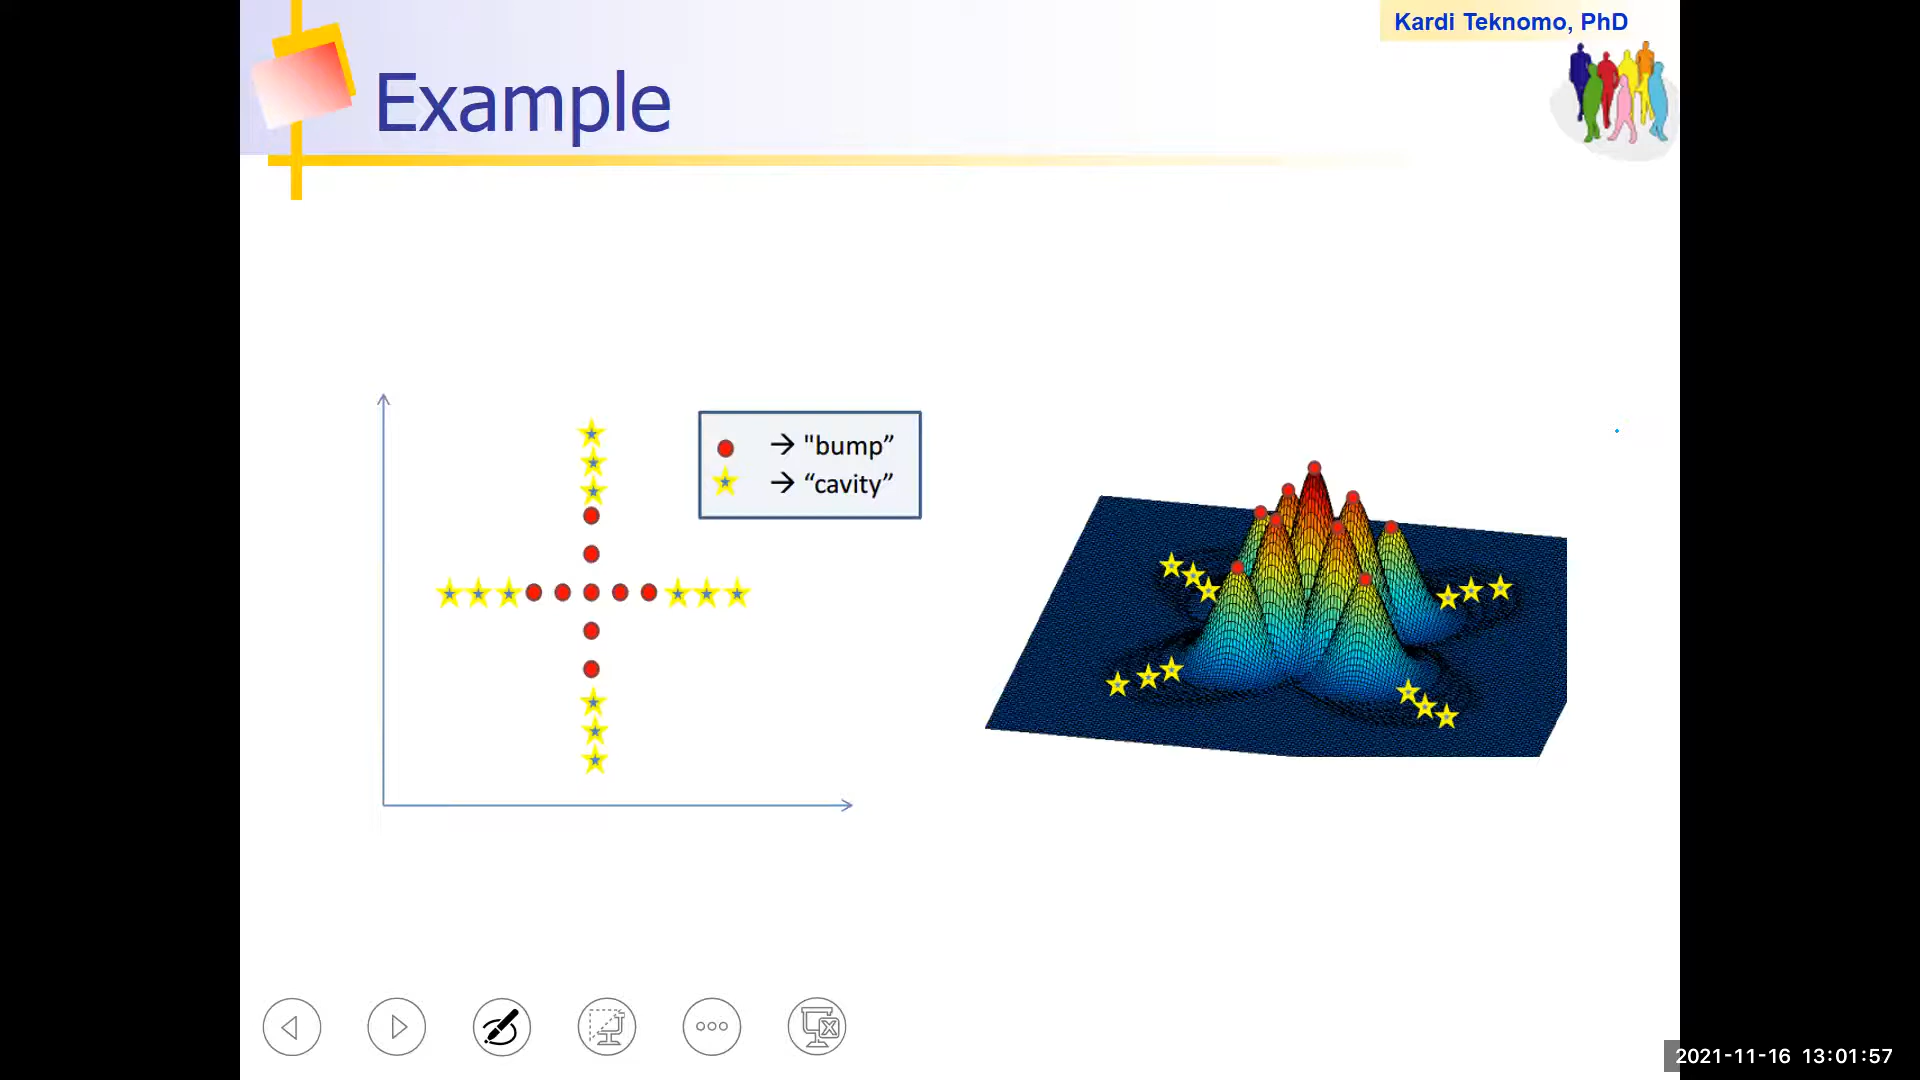 Kardi Teknomo, PhD
Example
→ "bump”
→ “cavity”
2021-11-16 13:01:57